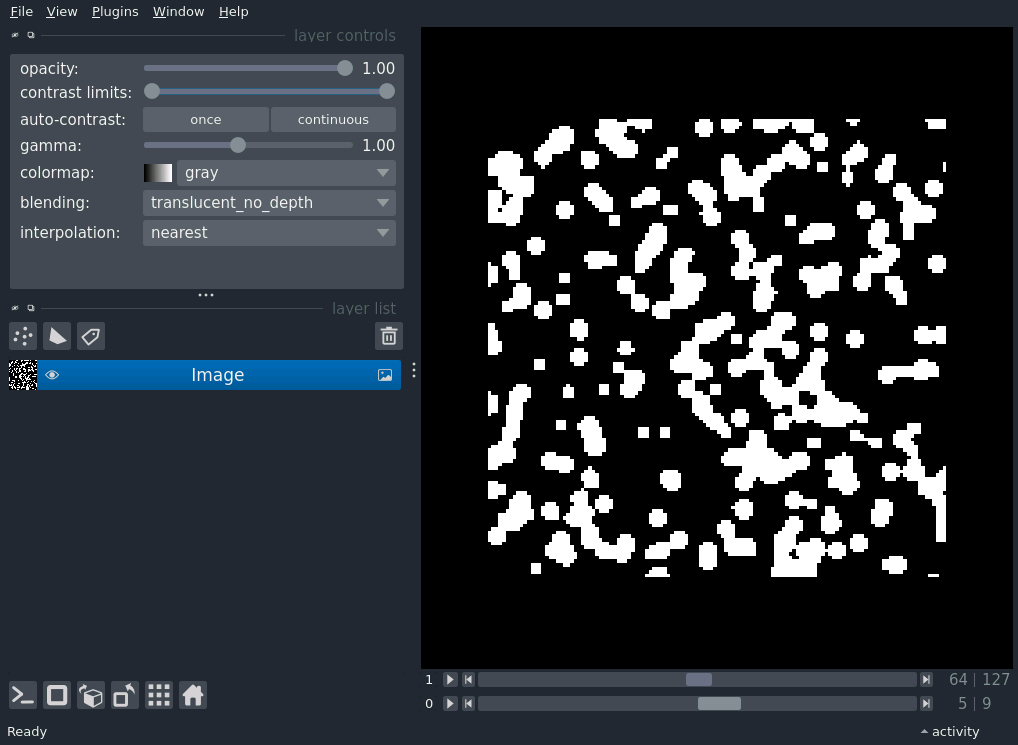 File View Plugins Window Help
layer controls
opacity: 1.00
contrast limits:
auto-contrast: once continuous
gamma: 1.00
colormap: gray
blending: translucent_no_depth
interpolation: nearest
layer list
Image
1 64 | 127
0 5 | 9
Ready activity